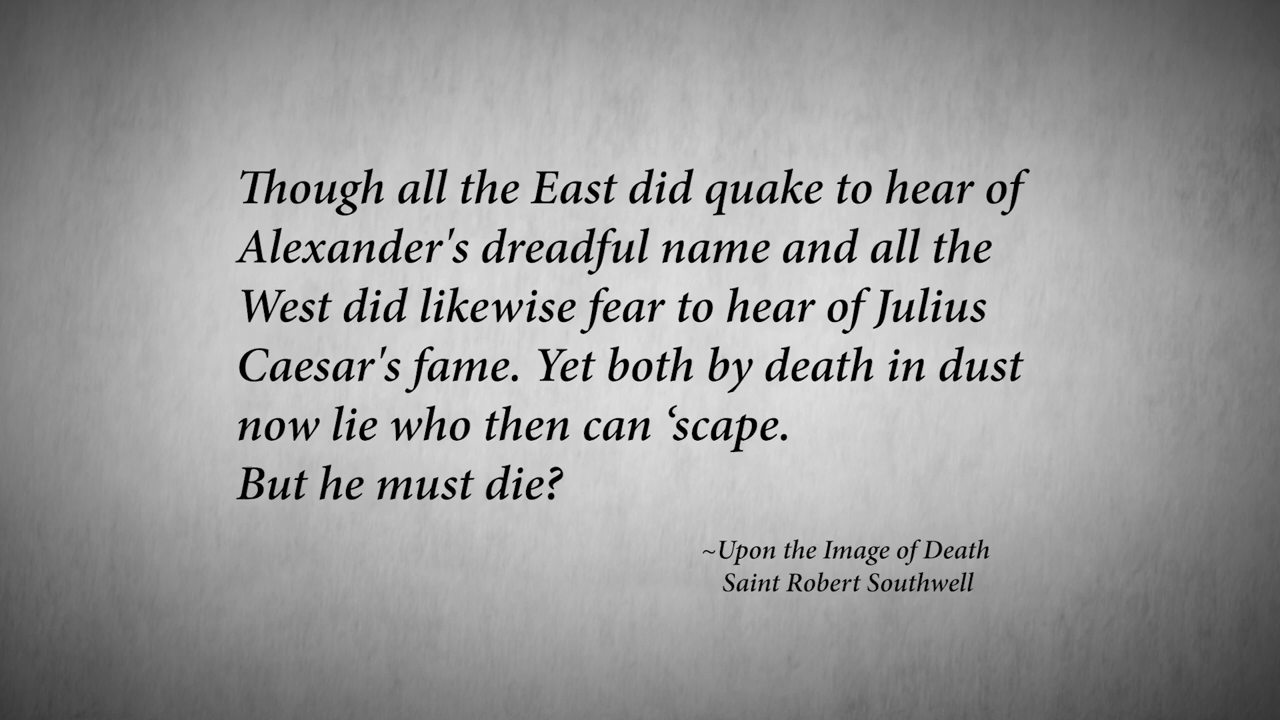 Though all the East did quake to hear of
Alexander's dreadful name and all the
West did likewise fear to hear of Julius
Caesar's fame. Yet both by death in dust
now lie who then can ‘scape.
But he must die?
~Upon the Image of Death
Saint Robert Southwell